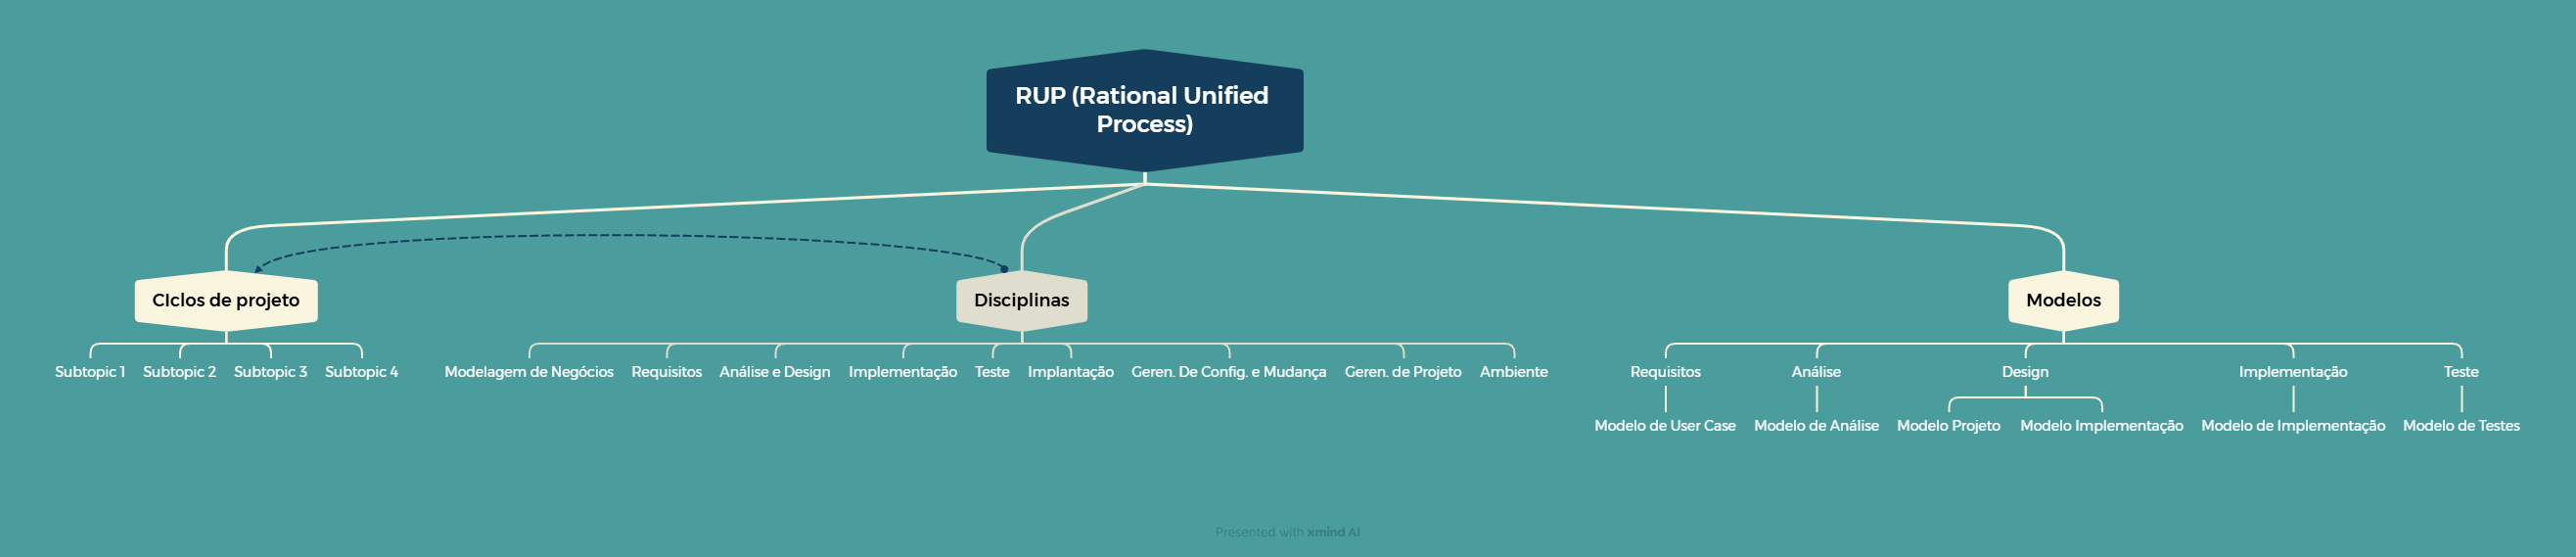 RUP (Rational Unified
Process)
CIclos de projeto
Disciplinas
Modelos
Subtopic 1
Subtopic 2
Subtopic 3
Subtopic 4
Modelagem de Negócios
Requisitos
Análise e Design
Implementação
Teste
Implantação
Geren. De Config. e Mudança
Geren. de Projeto
Ambiente
Requisitos
Análise
Design
Implementação
Teste
Modelo de User Case
Modelo de Análise
Modelo Projeto
Modelo Implementação
Modelo de Implementação
Modelo de Testes
Presented with xmind AI